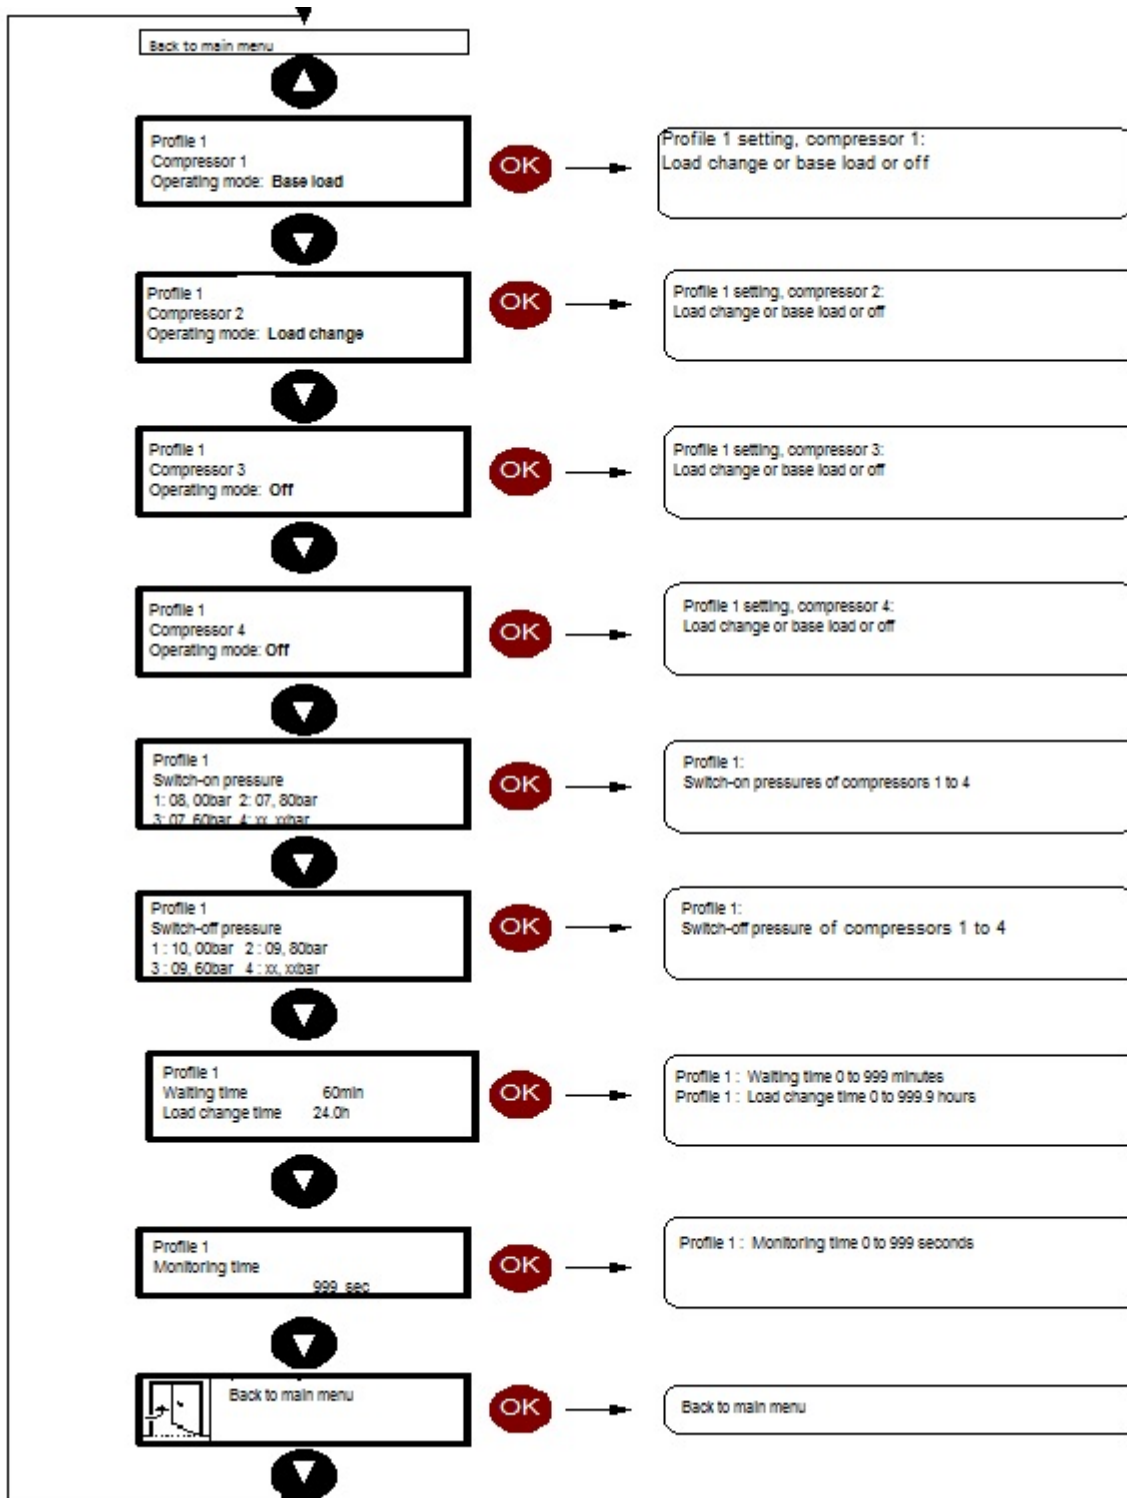 Back to main menu
Profile 1
Compressor 1
Operating mode: Base load
OK
Profile 1 setting, compressor 1:
Load change or base load or off
Profile 1
Compressor 2
Operating mode: Load change
OK
Profile 1 setting, compressor 2:
Load change or base load or off
Profile 1
Compressor 3
Operating mode: Off
OK
Profile 1 setting, compressor 3:
Load change or base load or off
Profile 1
Compressor 4
Operating mode: Off
OK
Profile 1 setting, compressor 4:
Load change or base load or off
Profile 1
Switch-on pressure
1: 08, 00bar 2: 07, 80bar
3: 07, 60bar 4: xx, xxbar
OK
Profile 1:
Switch-on pressures of compressors 1 to 4
Profile 1
Switch-off pressure
1 : 10, 00bar 2 : 09, 80bar
3 : 09, 60bar 4 : xx, xxbar
OK
Profile 1:
Switch-off pressure of compressors 1 to 4
Profile 1
Waiting time 60min
Load change time 24.0h
OK
Profile 1 : Waiting time 0 to 999 minutes
Profile 1 : Load change time 0 to 999.9 hours
Profile 1
Monitoring time
999 sec
OK
Profile 1 : Monitoring time 0 to 999 seconds
Back to main menu
OK
Back to main menu